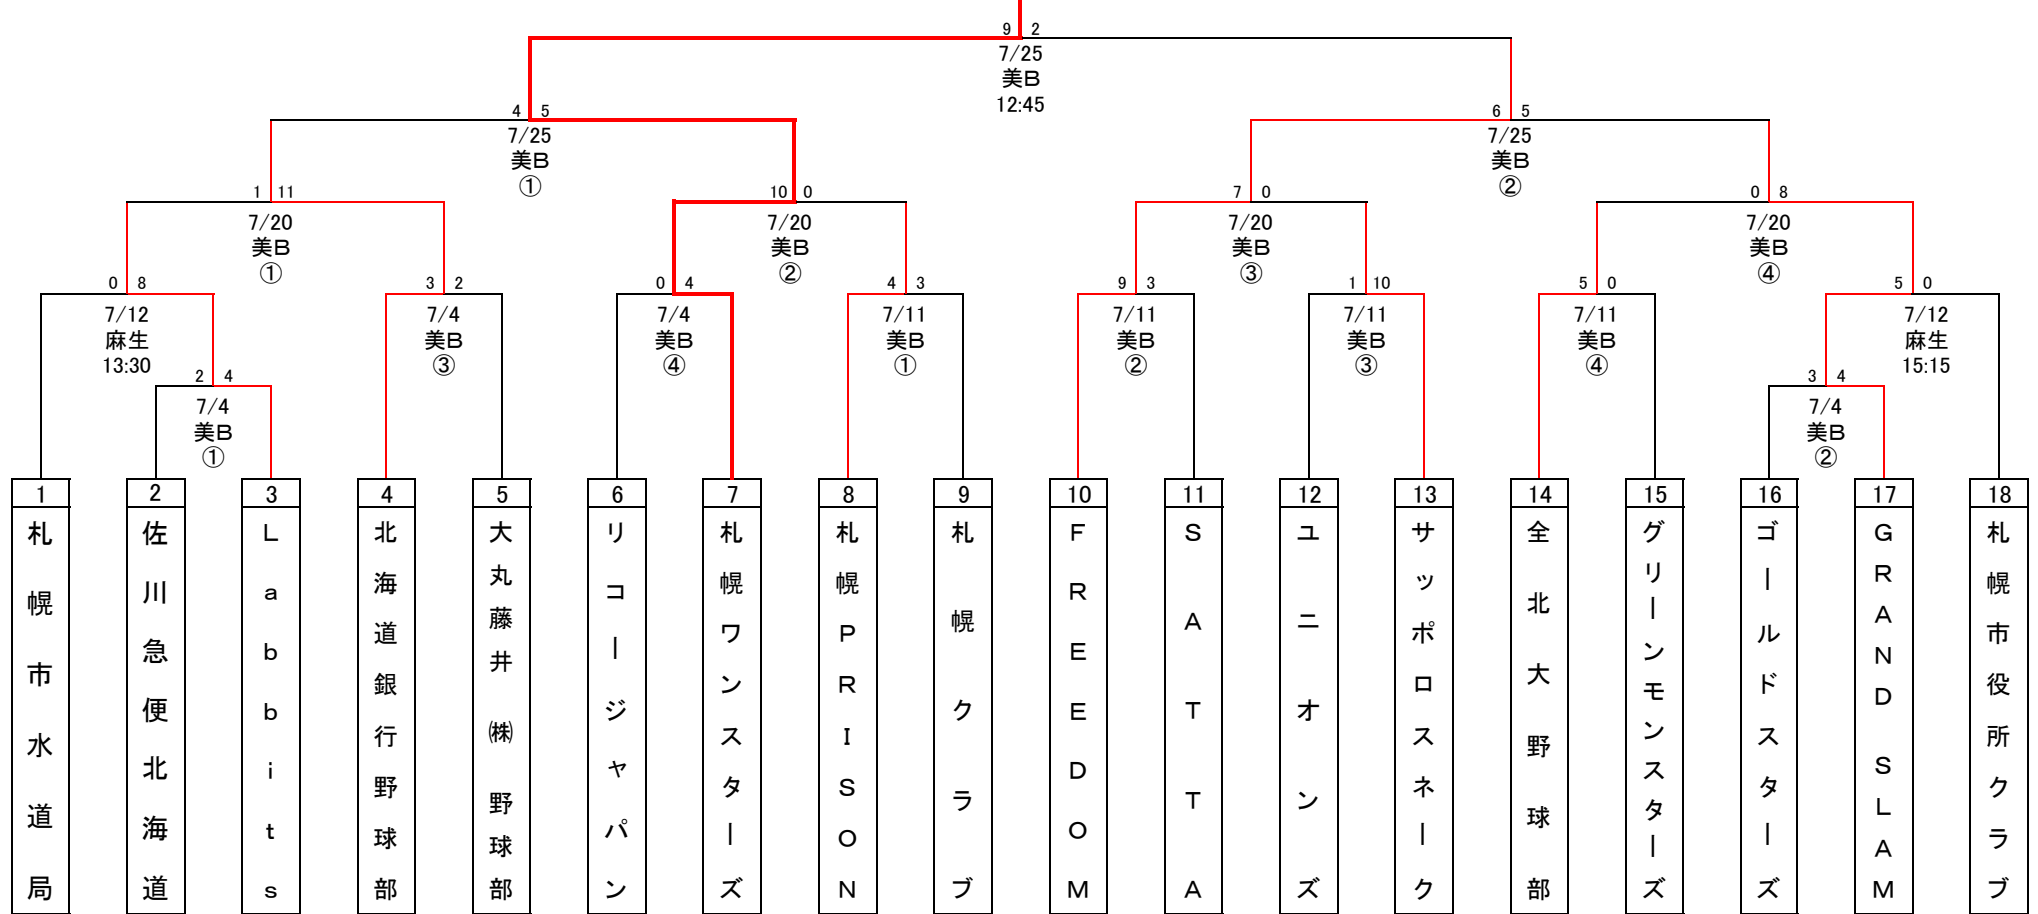 9 2
7/25
美B
12:45
4 5
7/25
美B
①
6 5
7/25
美B
②
1 11
7/20
美B
①
10 0
7/20
美B
②
7 0
7/20
美B
③
0 8
7/20
美B
④
0 8
7/12
麻生
13:30
3 2
7/4
美B
③
0 4
7/4
美B
④
4 3
7/11
美B
①
9 3
7/11
美B
②
1 10
7/11
美B
③
5 0
7/11
美B
④
5 0
7/12
麻生
15:15
2 4
7/4
美B
①
3 4
7/4
美B
②
1
札幌市水道局
2
佐川急便北海道
3
Labbits
4
北海道銀行野球部
5
大丸藤井㈱野球部
6
リコージャパン
7
札幌ワンスターズ
8
札幌PRISON
9
札幌クラブ
10
FREEDOM
11
SATTA
12
ユニオンズ
13
サッポロスネーク
14
全北大野球部
15
グリーンモンスターズ
16
ゴールドスターズ
17
GRAND SLAM
18
札幌市役所クラブ